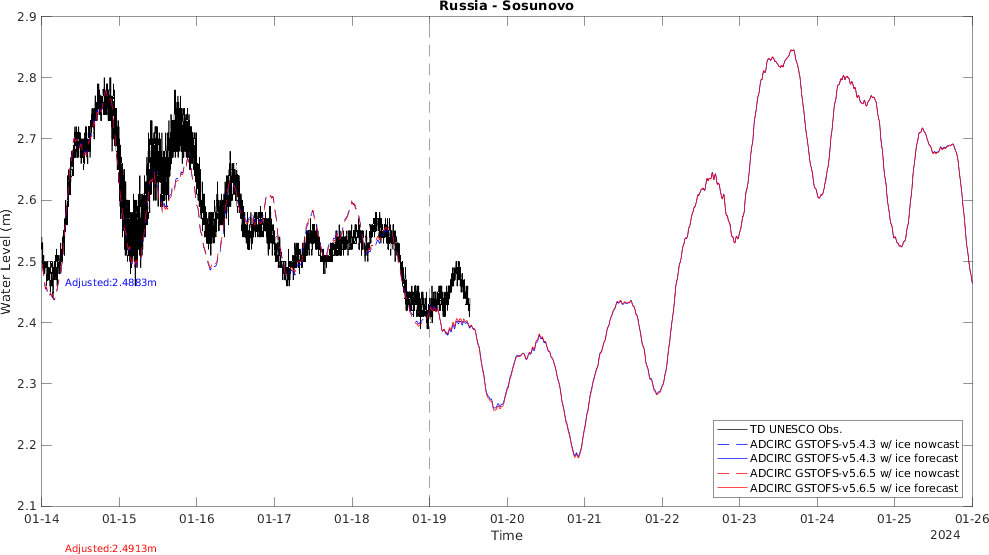 Russia - Sosunovo
2.9
2.8
2.7
2.6
2.5
2.4
2.3
2.2
2.1
Water Level (m)
Adjusted:2.4883m
TD UNESCO Obs.
ADCIRC GSTOFS-v5.4.3 w/ ice nowcast
ADCIRC GSTOFS-v5.4.3 w/ ice forecast
ADCIRC GSTOFS-v5.6.5 w/ ice nowcast
ADCIRC GSTOFS-v5.6.5 w/ ice forecast
01-14 01-15 01-16 01-17 01-18 01-19 01-20 01-21 01-22 01-23 01-24 01-25 01-26
Time
2024
Adjusted:2.4913m